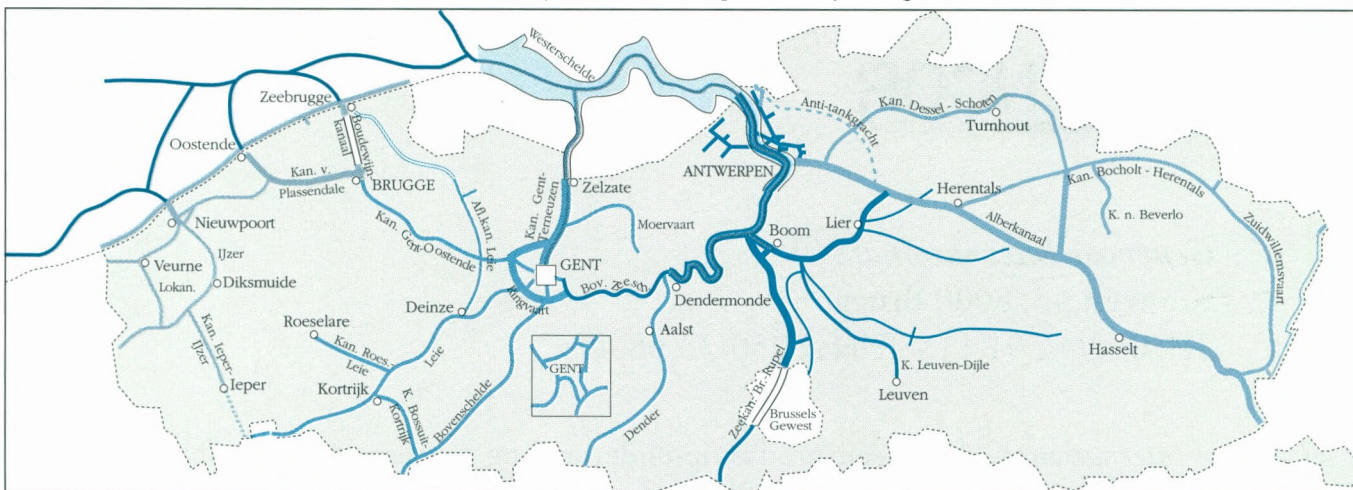 Westerschelde
Zeebrugge
Boudewijn-
kanaal
Oostende
Kan. v.
Plassendale
BRUGGE
Afl.kan. Leie
Kan. Gent-Oostende
Nieuwpoort
IJzer
Veurne
Lokan.
Diksmuide
Kan. Ieper-
IJzer
Ieper
Roeselare
Kan. Roes.
Leie
Kortrijk
K. Bossuit-
Kortrijk
Deinze
Leie
Bovenschelde
Kan. Gent-
Terneuzen
Zelzate
Moervaart
GENT
Ringvaart
Bov. Zeesch.
GENT
Dendermonde
Aalst
Dender
ANTWERPEN
Anti-tankgracht
Kan. Dessel - Schoten
Turnhout
Herentals
Kan. Bocholt - Herentals
K. n. Beverlo
Zuidwillemsvaart
Alberkanaal
Lier
Boom
Hasselt
K. Leuven-Dijle
Leuven
Zeekan. Br.-Rupel
Brussels
Gewest